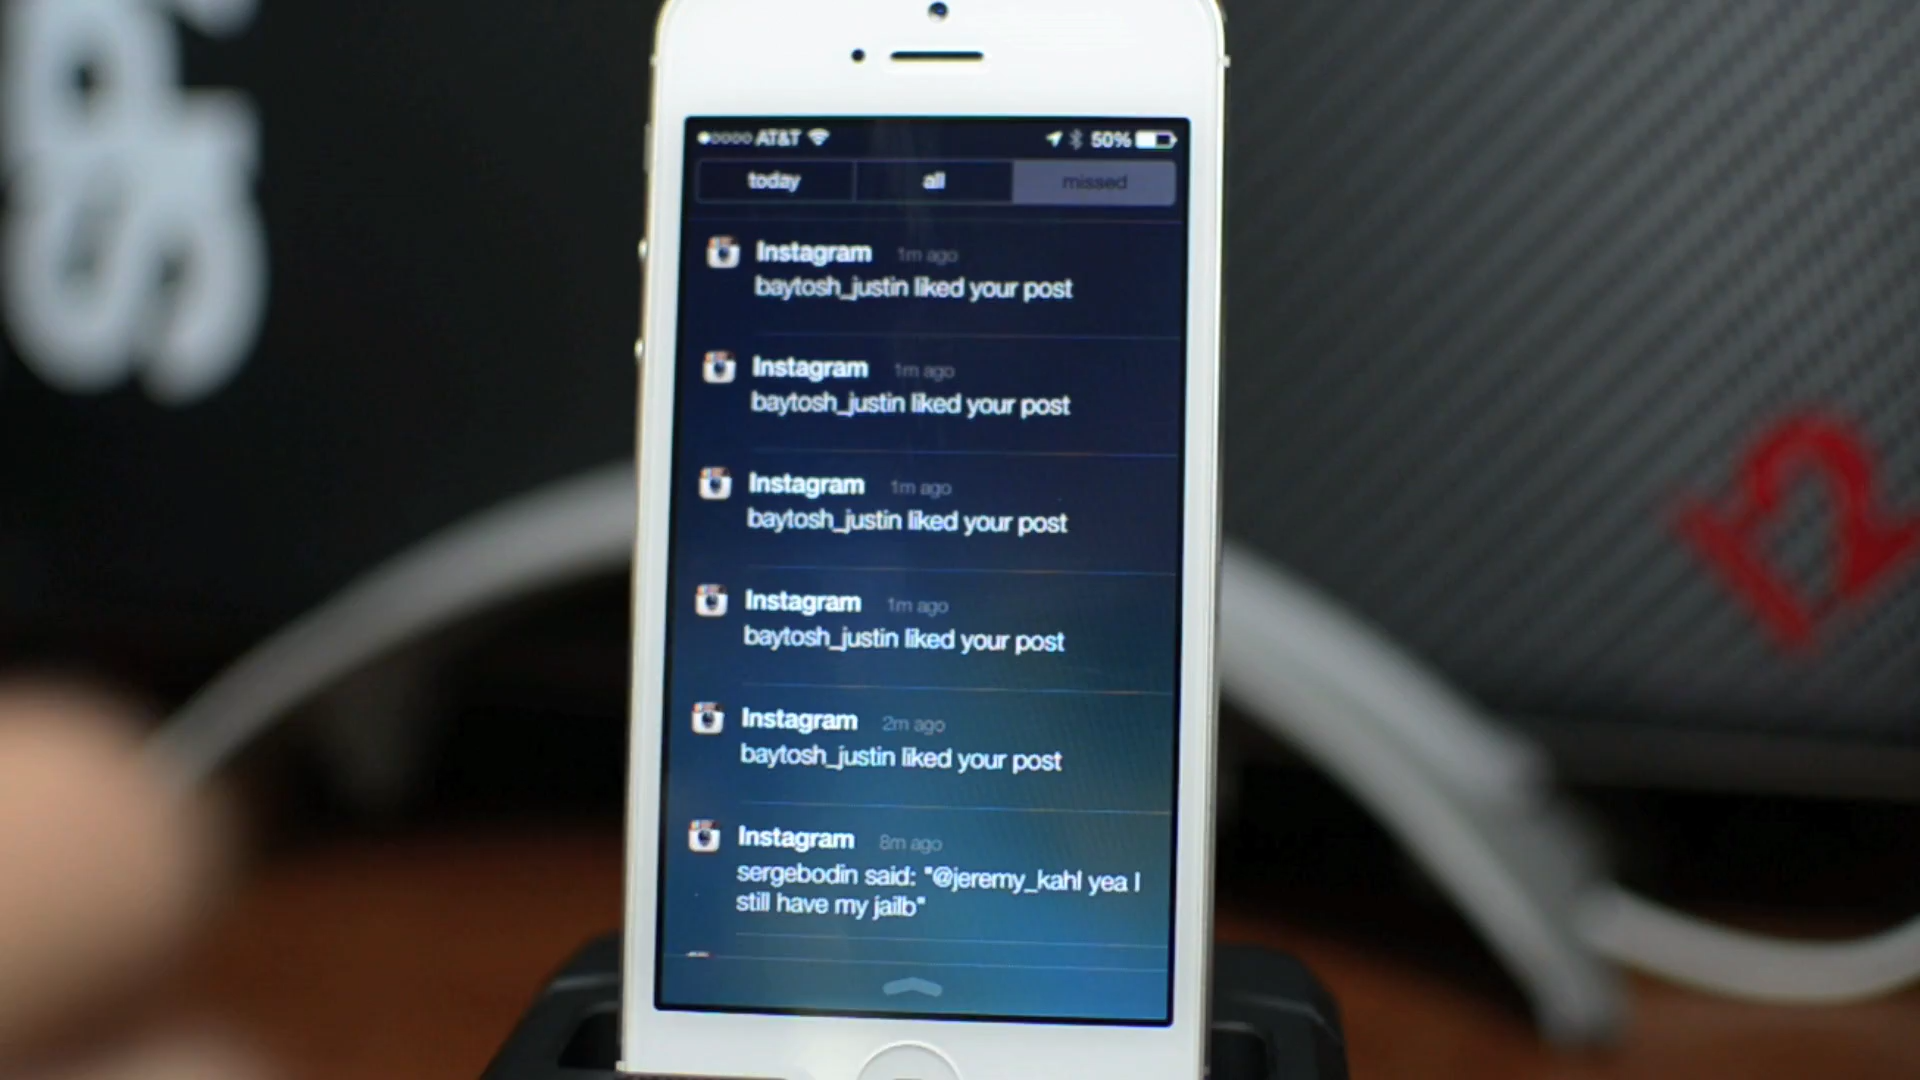 AT&T 50%
today all missed
Instagram 1m ago
baytosh_justin liked your post
Instagram 1m ago
baytosh_justin liked your post
Instagram 1m ago
baytosh_justin liked your post
Instagram 1m ago
baytosh_justin liked your post
Instagram 2m ago
baytosh_justin liked your post
Instagram 8m ago
sergebodin said: "@jeremy_kahl yea I
still have my jailb"